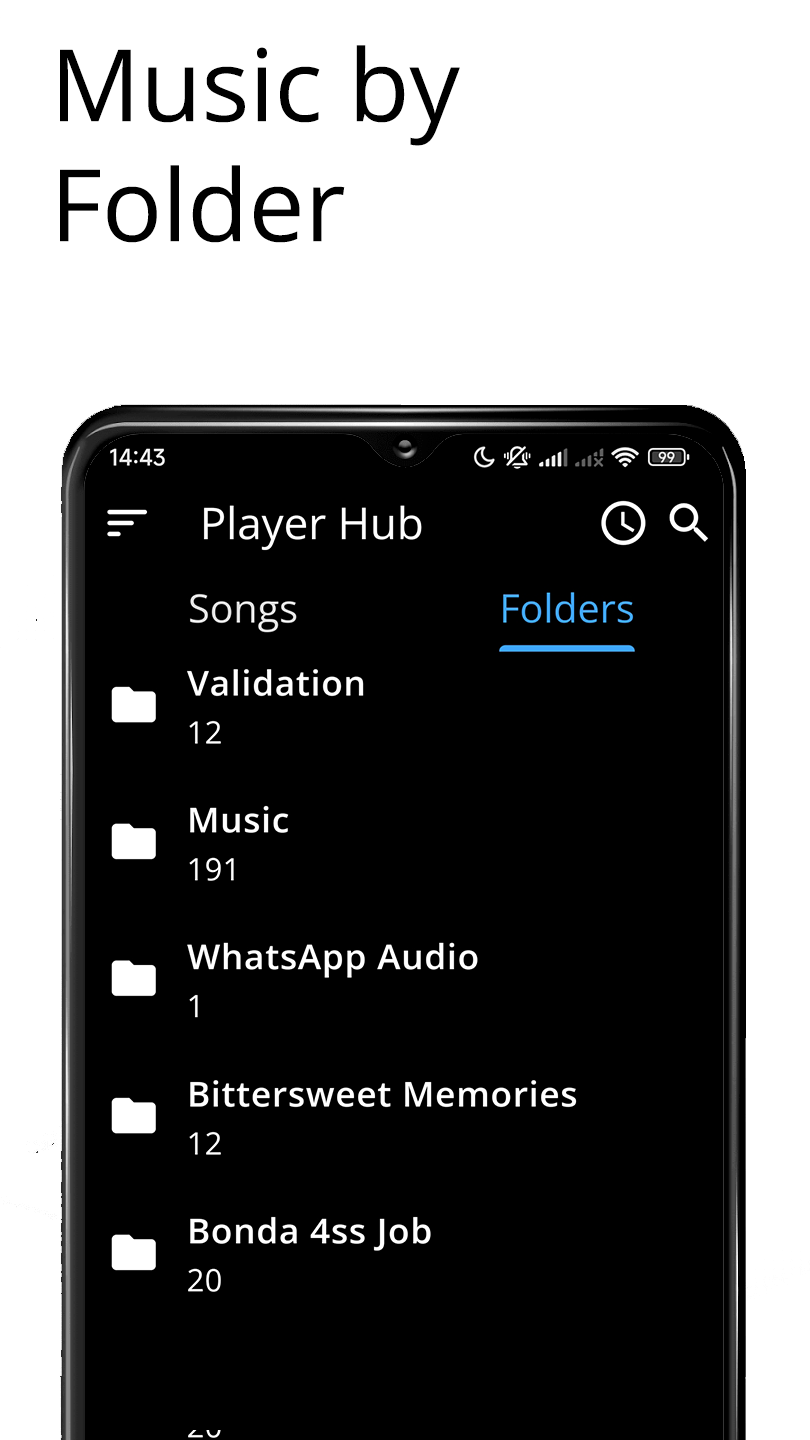 Music by
Folder
14:43
99
Player Hub
Songs
Folders
Validation
12
Music
191
WhatsApp Audio
1
Bittersweet Memories
12
Bonda 4ss Job
20